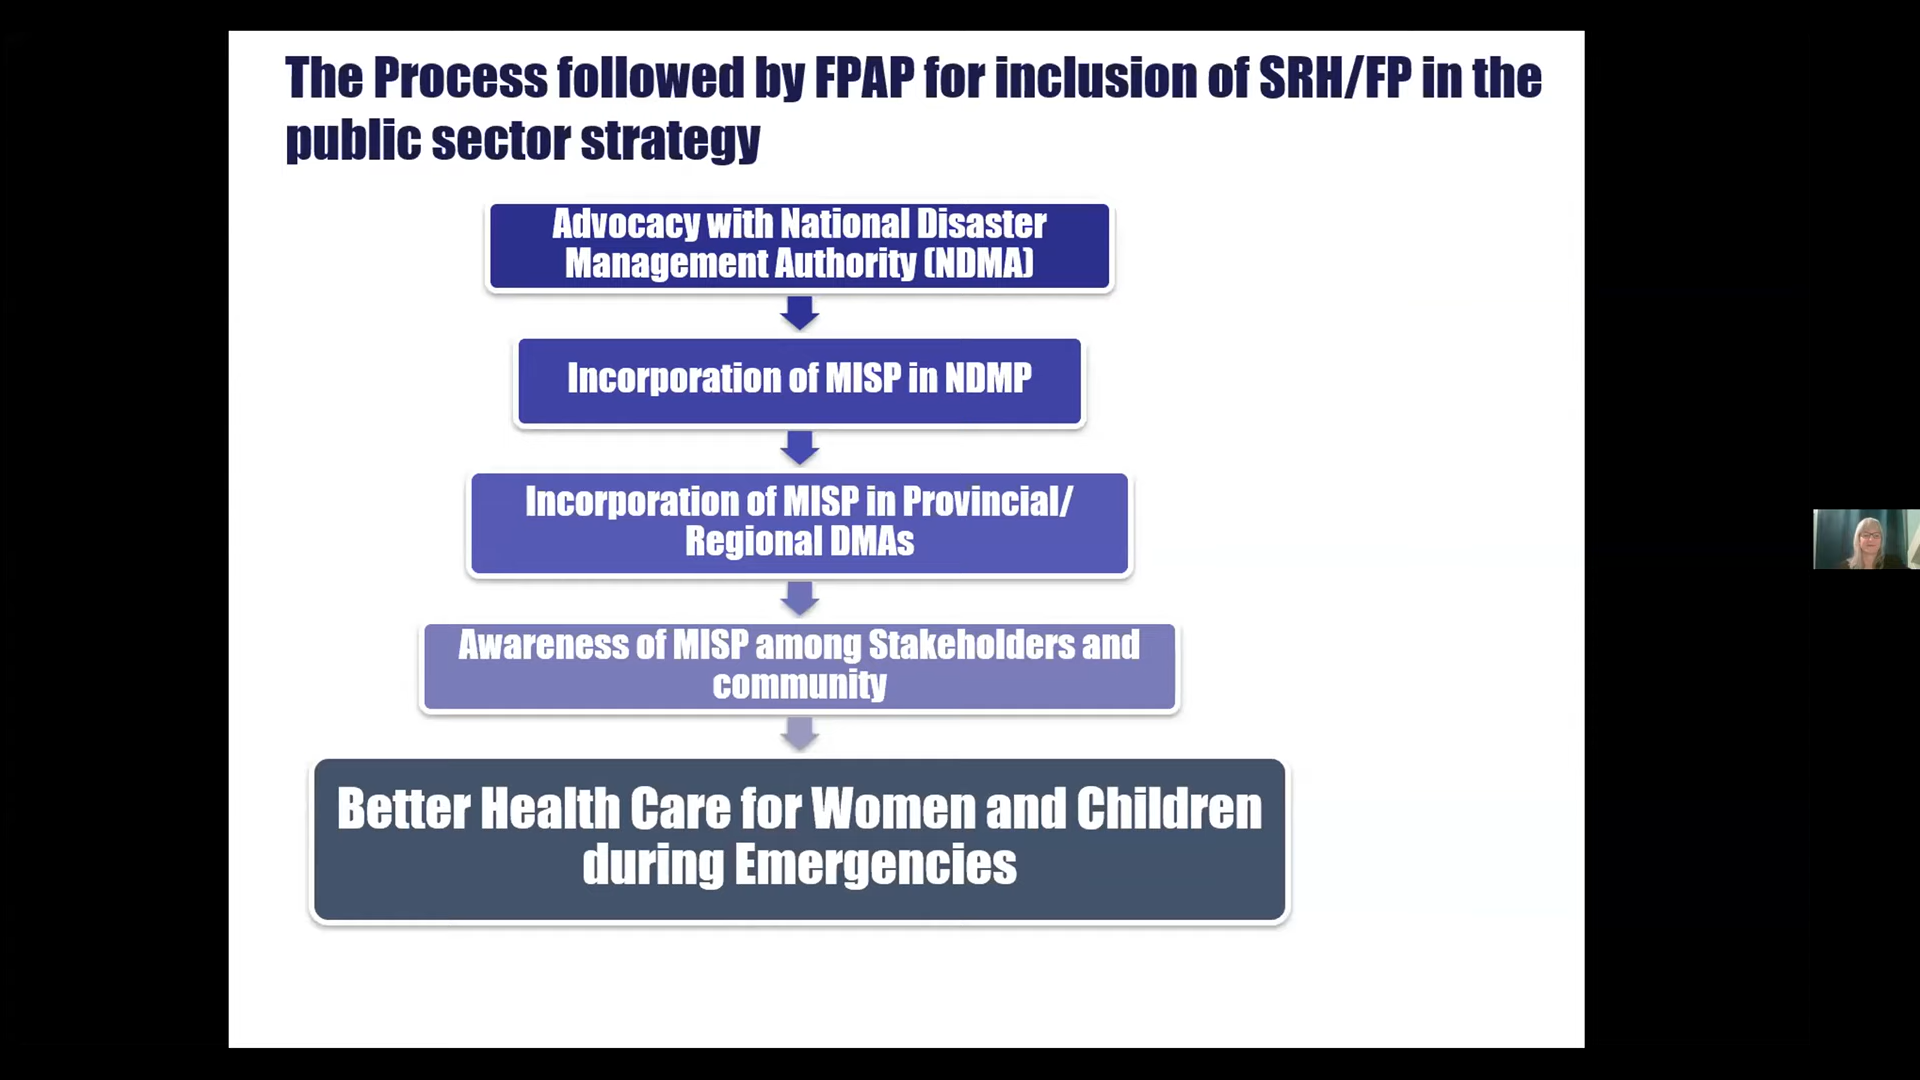 The Process followed by FPAP for inclusion of SRH/FP in the
public sector strategy
Advocacy with National Disaster
Management Authority (NDMA)
Incorporation of MISP in NDMP
Incorporation of MISP in Provincial/
Regional DMAs
Awareness of MISP among Stakeholders and
community
Better Health Care for Women and Children
during Emergencies